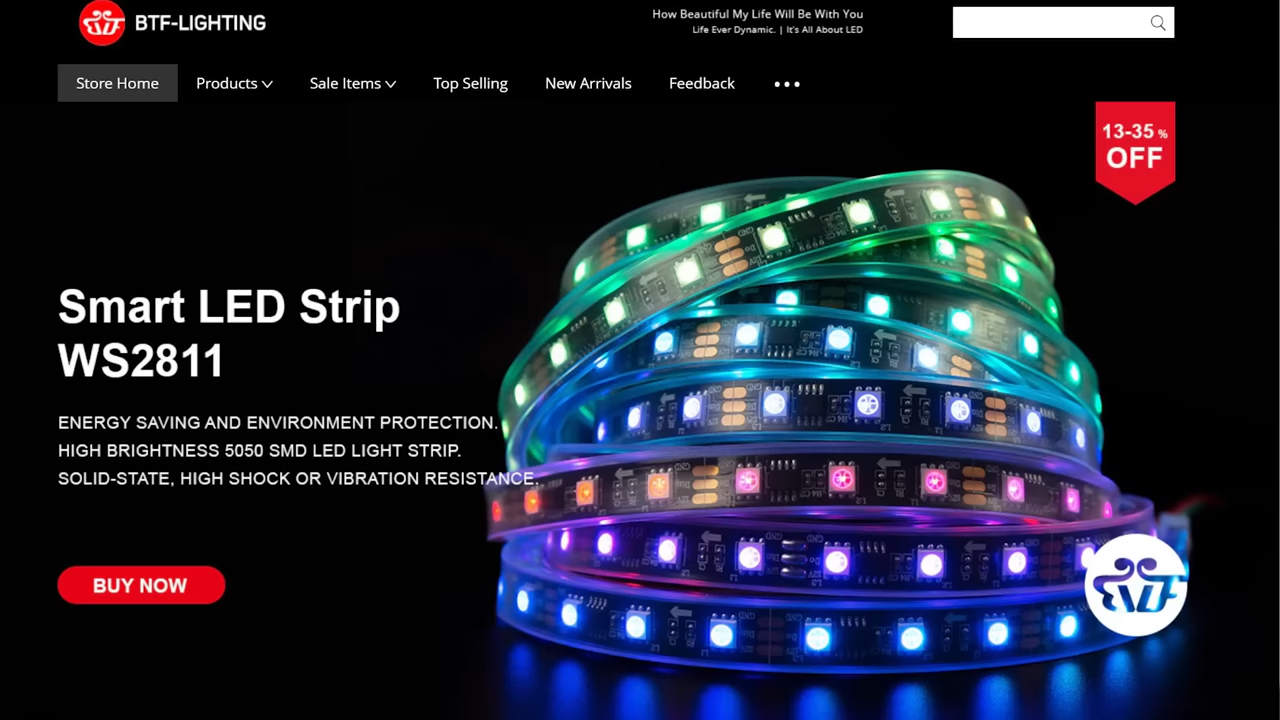 BTF-LIGHTING
How Beautiful My Life Will Be With You
Life Ever Dynamic. | It's All About LED
Store Home
Products
Sale Items
Top Selling
New Arrivals
Feedback
•••
13-35 %
OFF
Smart LED Strip
WS2811
ENERGY SAVING AND ENVIRONMENT PROTECTION.
HIGH BRIGHTNESS 5050 SMD LED LIGHT STRIP.
SOLID-STATE, HIGH SHOCK OR VIBRATION RESISTANCE.
BUY NOW